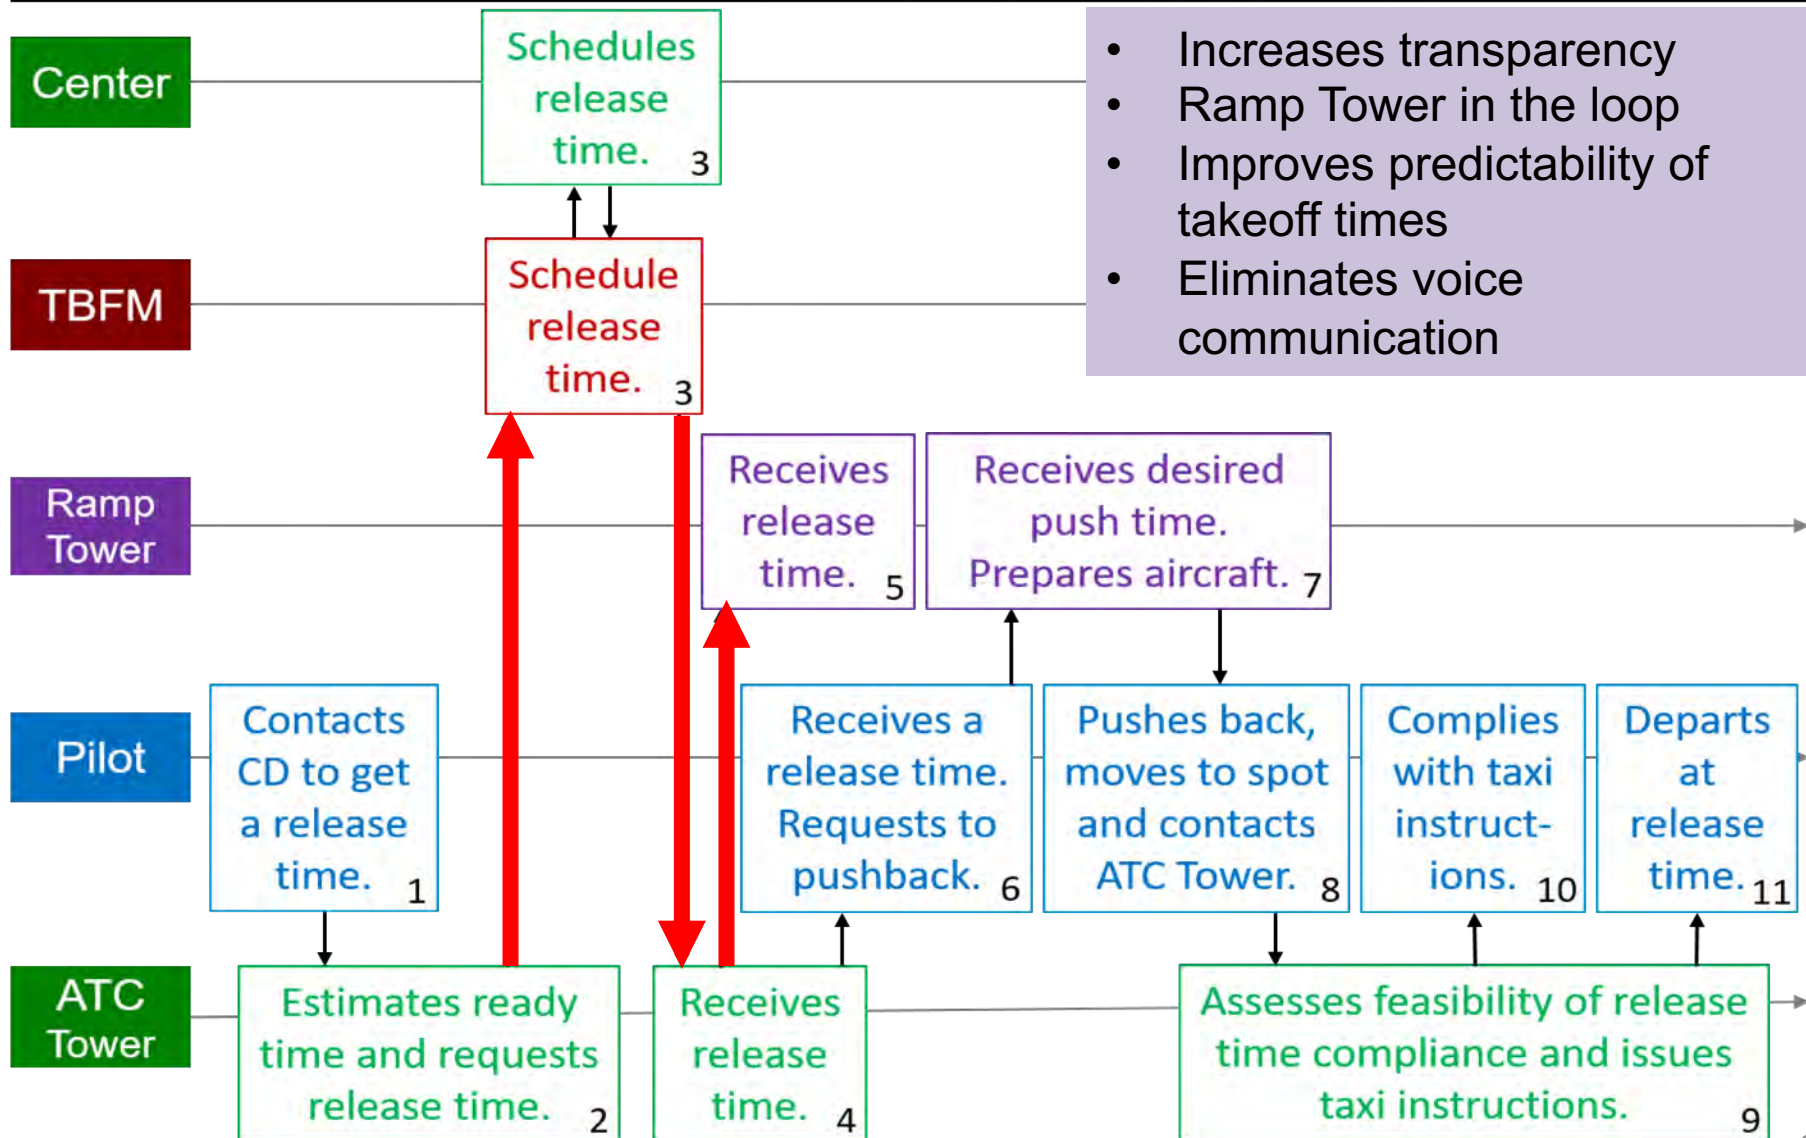 Center
Schedules
release
time. 3
• Increases transparency
• Ramp Tower in the loop
• Improves predictability of
takeoff times
• Eliminates voice
communication
TBFM
Schedule
release
time. 3
Ramp
Tower
Receives
release
time. 5
Receives desired
push time.
Prepares aircraft. 7
Pilot
Contacts
CD to get
a release
time. 1
Receives a
release time.
Requests to
pushback. 6
Pushes back,
moves to spot
and contacts
ATC Tower. 8
Complies
with taxi
instruct-
ions. 10
Departs
at
release
time. 11
ATC
Tower
Estimates ready
time and requests
release time. 2
Receives
release
time. 4
Assesses feasibility of release
time compliance and issues
taxi instructions. 9